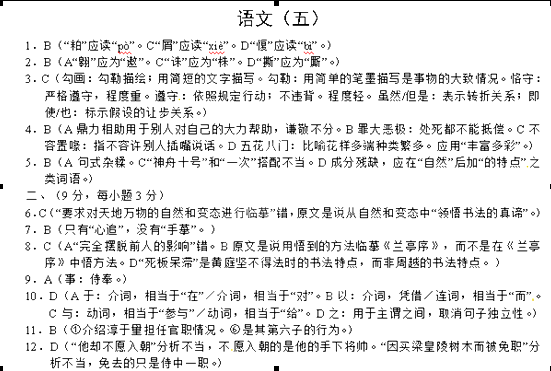 语文（五）
1．B（“粕”应读“pò”。C“屑”应读“xiè”。D“愎”应读“bì”。）
2．B（A“翱”应为“遨”。C“诛”应为“株”。D“撕”应为“厮”。）
3．C（勾画：勾勒描绘；用简短的文字描写。勾勒：用简单的笔墨描写是事物的大致情况。恪守：
严格遵守，程度重。遵守：依照规定行动；不违背。程度轻。虽然/但是：表示转折关系；即
使/也：标示假设的让步关系。）
4．B（A 鼎力相助用于别人对自己的大力帮助，谦敬不分。B 罪大恶极：处死都不能抵偿。C 不
容置喙：指不容许别人插嘴说话。D 五花八门：比喻花样多端种类繁多。应用“丰富多彩”。）
5．B（A 句式杂糅。C“神舟十号”和“一次”搭配不当。D 成分残缺，应在“自然”后加“的特点”之
类词语。）
二、（9 分，每小题 3 分）
6．C（“要求对天地万物的自然和变态进行临摹”错，原文是说从自然和变态中“领悟书法的真谛”。）
7．B（只有“心追”，没有“手摹”。）
8．C（A“完全摆脱前人的影响”错。B 原文是说用悟到的方法临摹《兰亭序》，而不是在《兰亭
序》中悟方法。D“死板呆滞”是黄庭坚不得法时的书法特点，而非周越的书法特点。）
9．A（事：侍奉。）
10．D（A 于：介词，相当于“在”／介词，相当于“对”。B 以：介词，凭借／连词，相当于“而”。
C 与：动词，相当于“参与”／动词，相当于“给”。D 之：用于主谓之间，取消句子独立性。）
11．B（①介绍淳于量担任官职情况。⑥是其第六子的行为。）
12．D（“他却不愿入朝”分析不当，不愿入朝的是他的手下将帅。“因买梁皇陵树木而被免职”分
析不当，免去的只是侍中一职。）